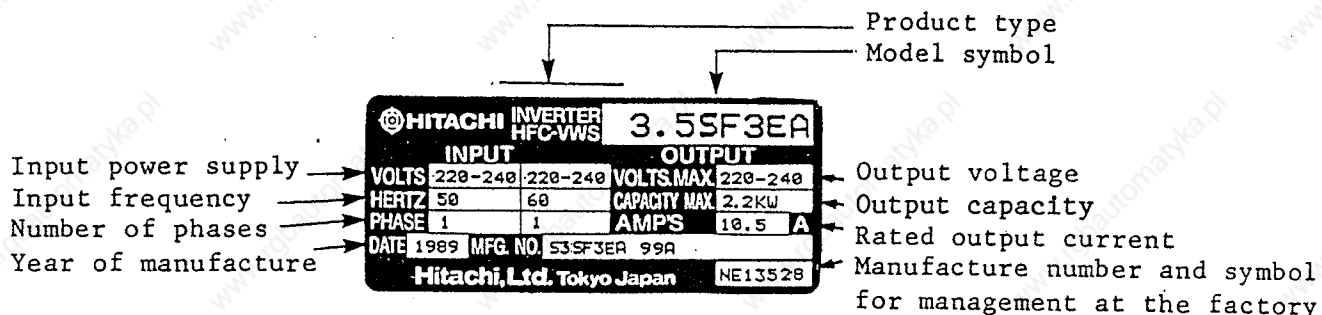 Product type
Model symbol
HITACHI INVERTER HFC-VWS 3.5SF3EA
INPUT OUTPUT
Input power supply VOLTS 220-240 220-240 VOLTS.MAX. 220-240 Output voltage
Input frequency HERTZ 50 60 CAPACITY MAX. 2.2KW Output capacity
Number of phases PHASE 1 1 AMP'S 10.5 A Rated output current
Year of manufacture DATE 1989 MFG. NO. S3SF3EA 99A
Hitachi, Ltd. Tokyo Japan NE13528 Manufacture number and symbol
for management at the factory